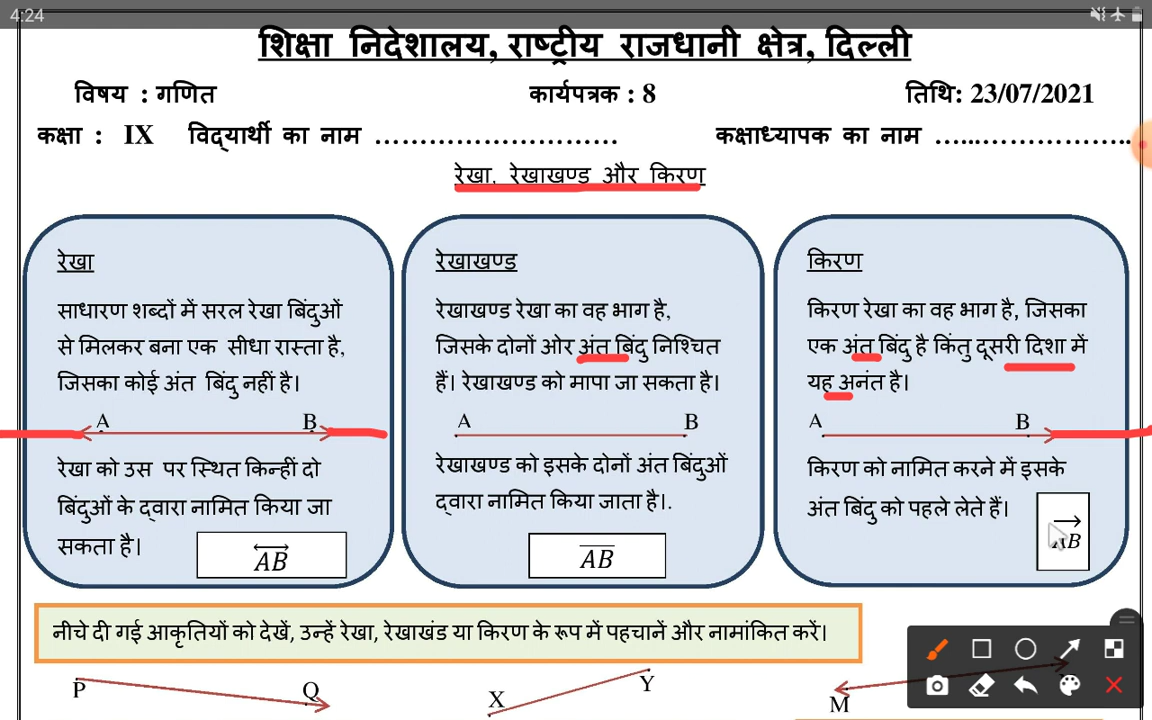 4:24
शिक्षा निदेशालय, राष्ट्रीय राजधानी क्षेत्र, दिल्ली
विषय : गणित कार्यपत्रक : 8 तिथि: 23/07/2021
कक्षा : IX विद्यार्थी का नाम ........................... कक्षाध्यापक का नाम ........................
रेखा, रेखाखण्ड और किरण
रेखा
साधारण शब्दों में सरल रेखा बिंदुओं
से मिलकर बना एक सीधा रास्ता है,
जिसका कोई अंत बिंदु नहीं है।
A B
रेखा को उस पर स्थित किन्हीं दो
बिंदुओं के द्वारा नामित किया जा
सकता है।
AB
रेखाखण्ड
रेखाखण्ड रेखा का वह भाग है,
जिसके दोनों ओर अंत बिंदु निश्चित
हैं। रेखाखण्ड को मापा जा सकता है।
A B
रेखाखण्ड को इसके दोनों अंत बिंदुओं
द्वारा नामित किया जाता है।.
AB
किरण
किरण रेखा का वह भाग है, जिसका
एक अंत बिंदु है किंतु दूसरी दिशा में
यह अनंत है।
A B
किरण को नामित करने में इसके
अंत बिंदु को पहले लेते हैं।
AB
नीचे दी गई आकृतियों को देखें, उन्हें रेखा, रेखाखंड या किरण के रूप में पहचानें और नामांकित करें।
P Q X Y M